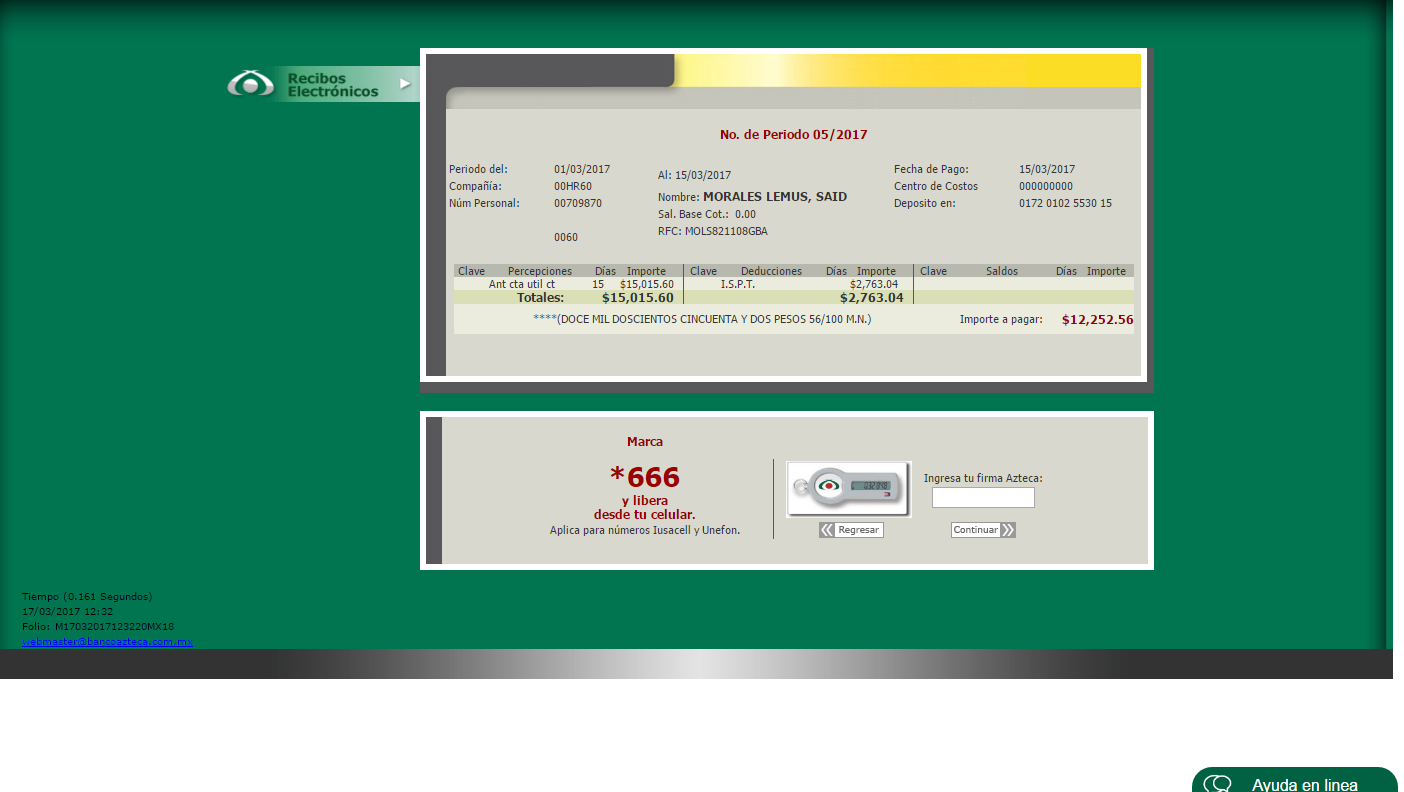 Recibos
Electrónicos
No. de Periodo 05/2017
Periodo del: 01/03/2017 Al: 15/03/2017 Fecha de Pago: 15/03/2017
Compañía: 00HR60 Nombre: MORALES LEMUS, SAID Centro de Costos 000000000
Núm Personal: 00709870 Sal. Base Cot.: 0.00 Deposito en: 0172 0102 5530 15
0060 RFC: MOLS821108GBA
Clave Percepciones Días Importe Clave Deducciones Días Importe Clave Saldos Días Importe
Ant cta util ct 15 $15,015.60 I.S.P.T. $2,763.04
Totales: $15,015.60 $2,763.04
****(DOCE MIL DOSCIENTOS CINCUENTA Y DOS PESOS 56/100 M.N.) Importe a pagar: $12,252.56
Marca
*666
y libera
desde tu celular.
Aplica para números Iusacell y Unefon.
Ingresa tu firma Azteca:
Regresar Continuar
Tiempo (0.161 Segundos)
17/03/2017 12:32
Folio: M17032017123220MX18
webmaster@bancoazteca.com.mx
Ayuda en linea